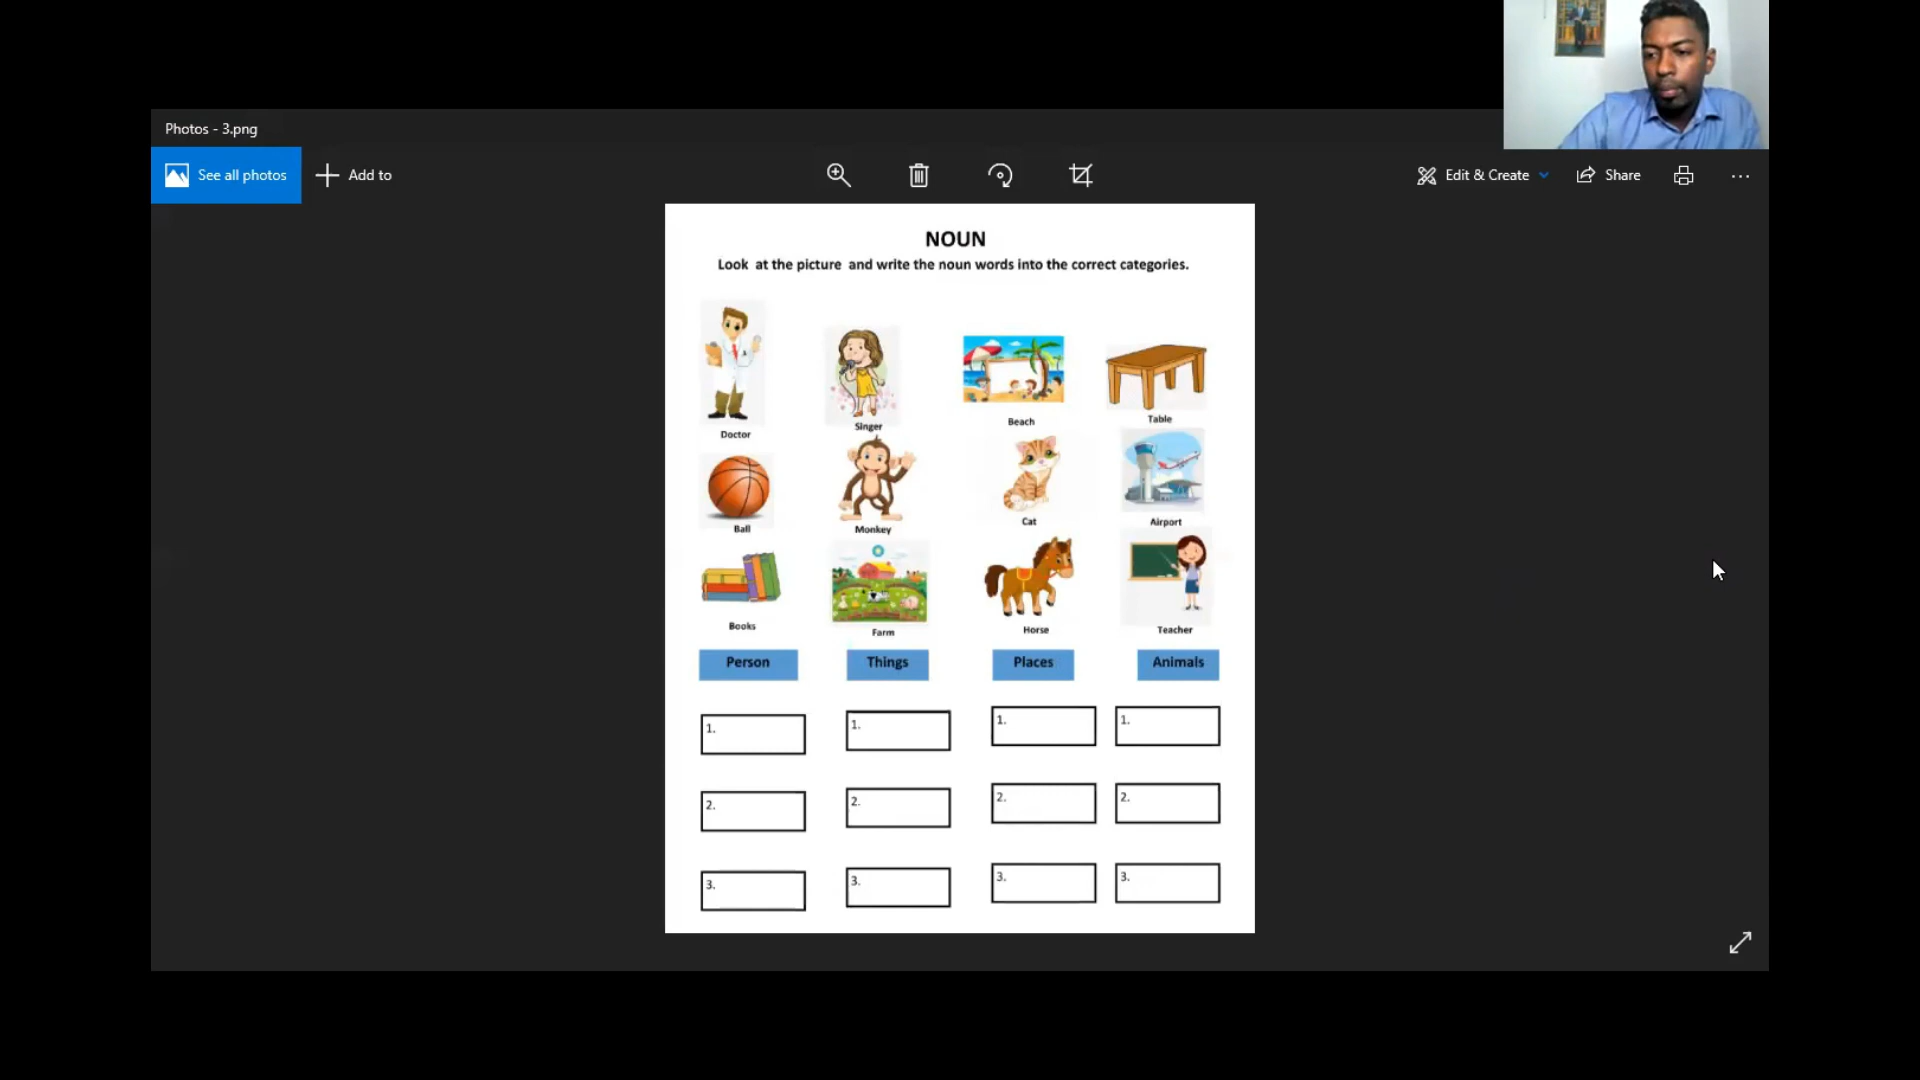 Photos - 3.png
See all photos
Add to
Edit & Create
Share
NOUN
Look at the picture and write the noun words into the correct categories.
Doctor
Singer
Beach
Table
Ball
Monkey
Cat
Airport
Books
Farm
Horse
Teacher
Person
Things
Places
Animals
1.
1.
1.
1.
2.
2.
2.
2.
3.
3.
3.
3.